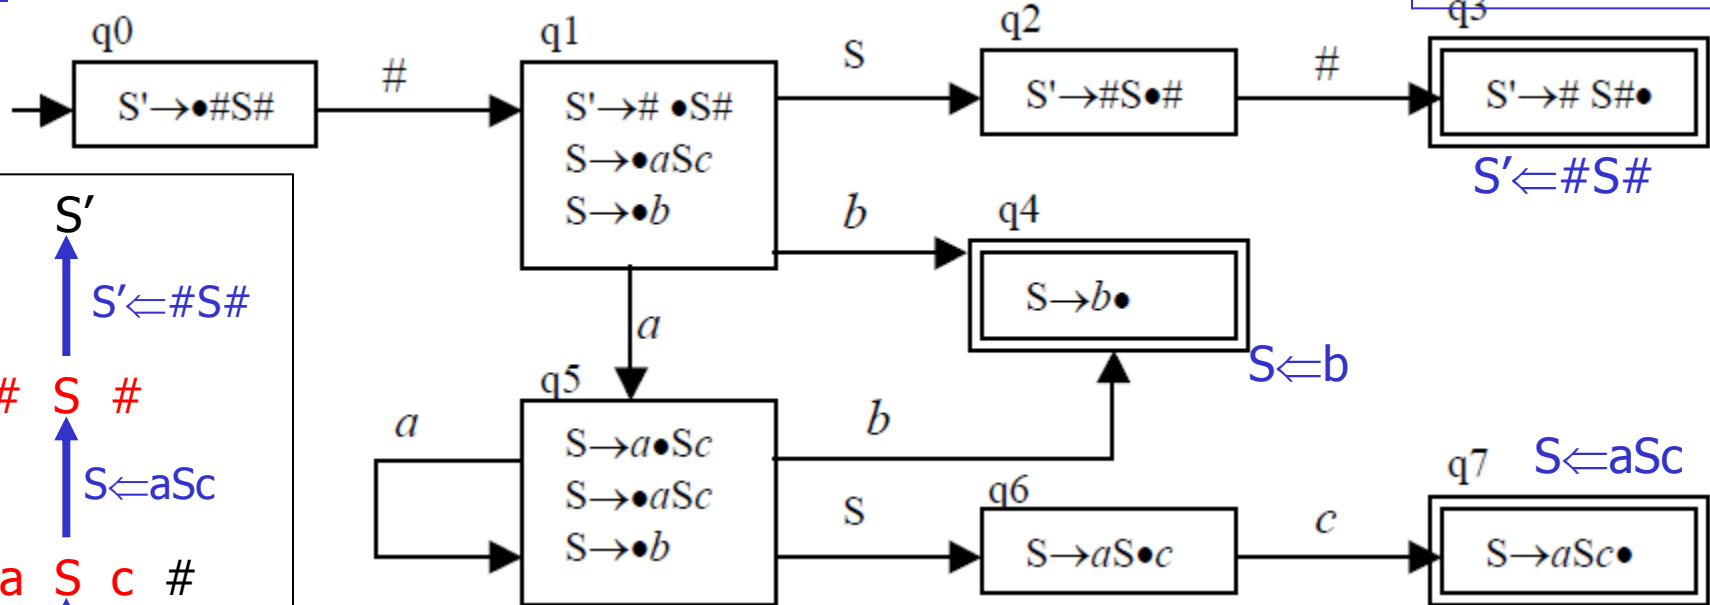 q0
S'→•#S#
#
q1
S'→# •S#
S→•aSc
S→•b
S
q2
S'→#S•#
#
q3
S'→# S#•
S'⇐#S#
b
q4
S→b•
S⇐b
a
q5
S→a•Sc
S→•aSc
S→•b
a
b
S
q6
S→aS•c
c
q7
S→aSc•
S⇐aSc
S'
S'⇐#S#
# S #
S⇐aSc
a S c #